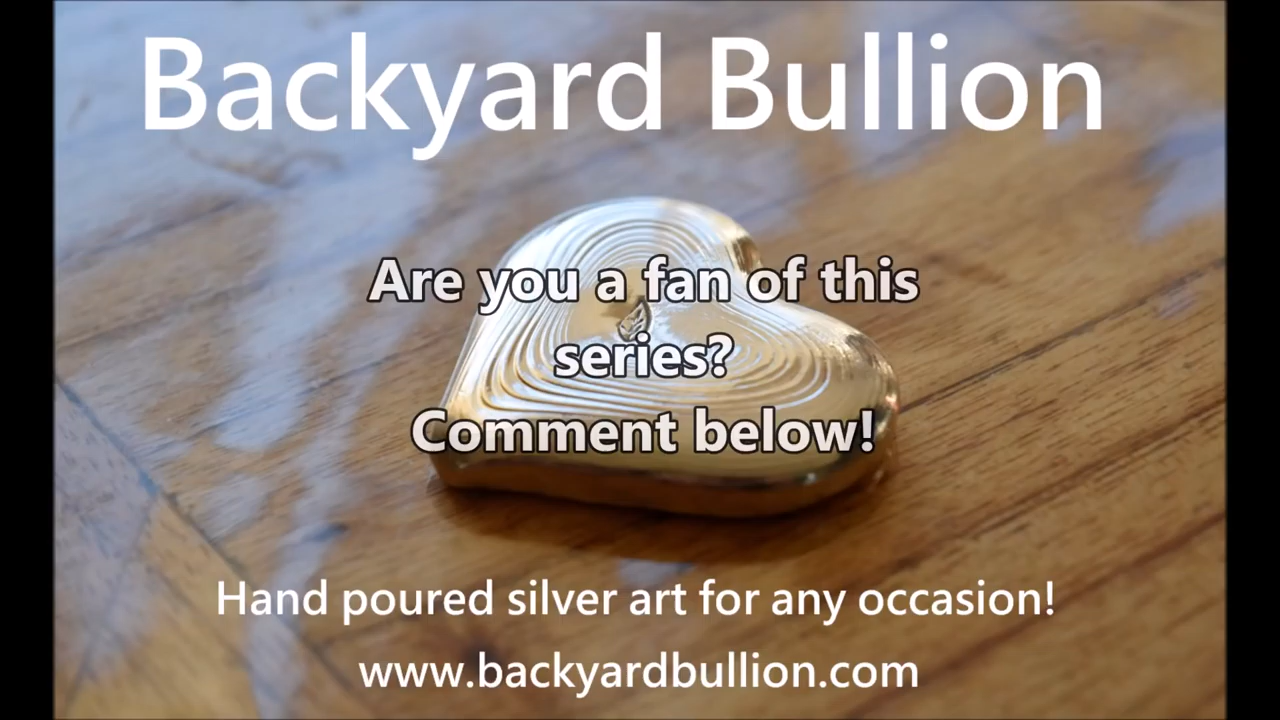 Backyard Bullion
Are you a fan of this
series?
Comment below!
Hand poured silver art for any occasion!
www.backyardbullion.com